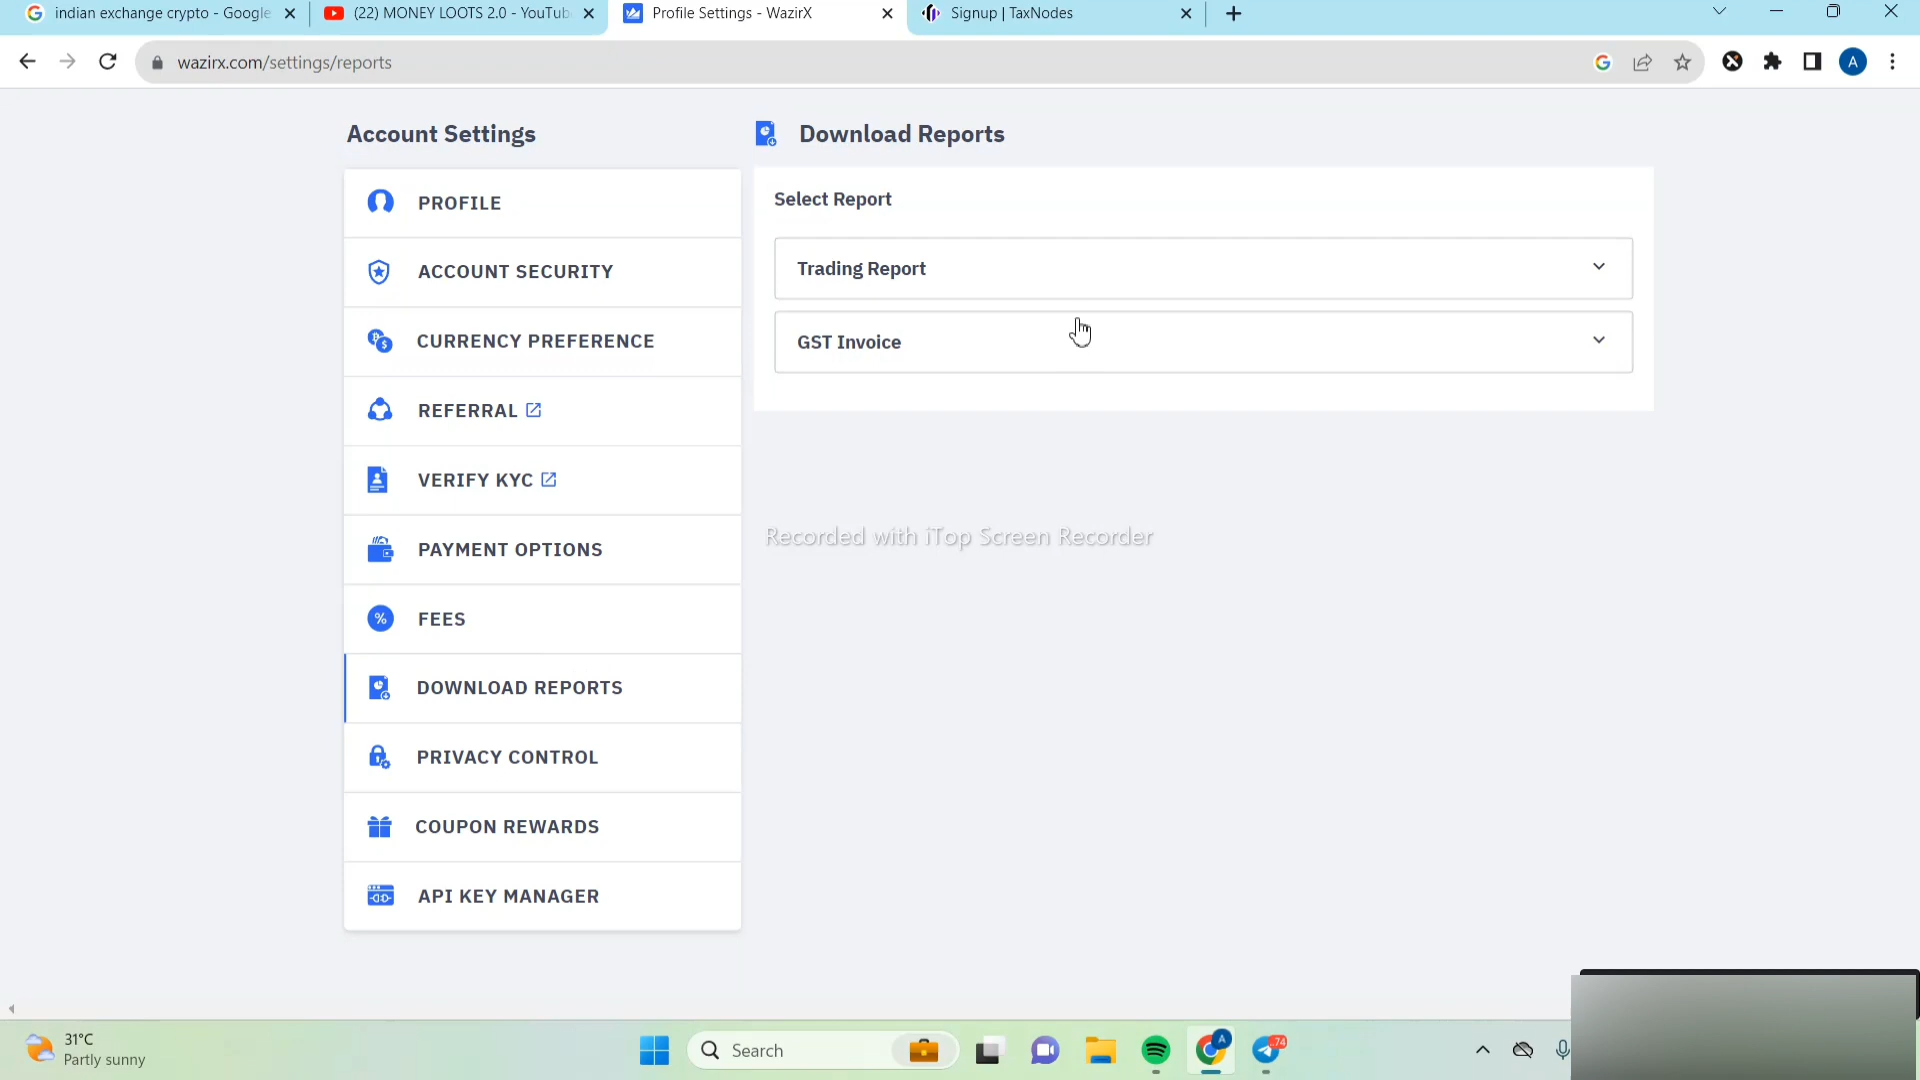 indian exchange crypto - Google
(22) MONEY LOOTS 2.0 - YouTub
Profile Settings - WazirX
Signup | TaxNodes
wazirx.com/settings/reports
A
Account Settings
PROFILE
ACCOUNT SECURITY
CURRENCY PREFERENCE
REFERRAL
VERIFY KYC
PAYMENT OPTIONS
% FEES
DOWNLOAD REPORTS
PRIVACY CONTROL
COUPON REWARDS
API KEY MANAGER
Download Reports
Select Report
Trading Report
GST Invoice
Recorded with iTop Screen Recorder
31°C
Partly sunny
Search
A
74